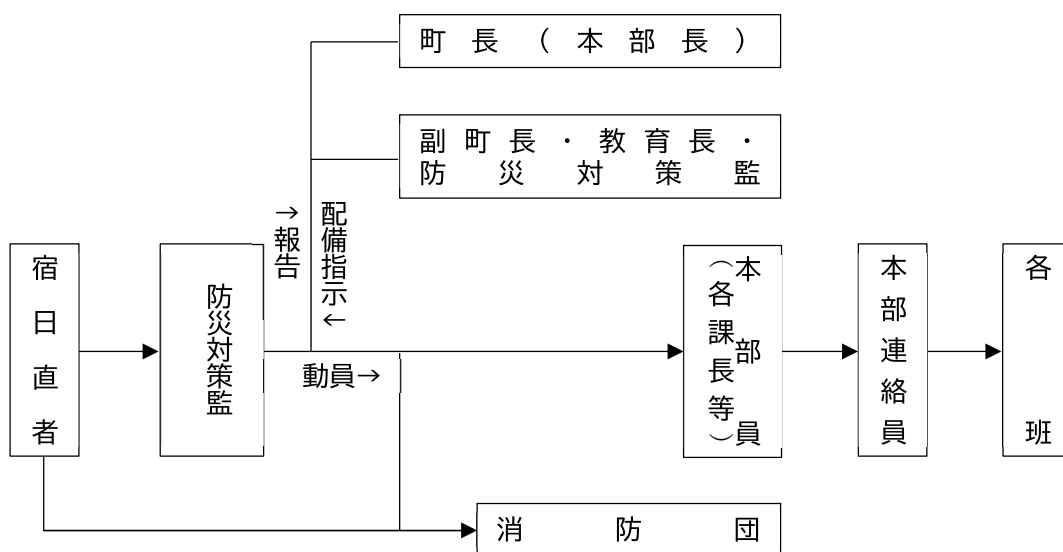 町長（本部長）
副町長・教育長・
防災対策監
→報告
配備指示←
宿日直者
防災対策監
動員→
本部員
（各課長等）
本部連絡員
各班
消防団